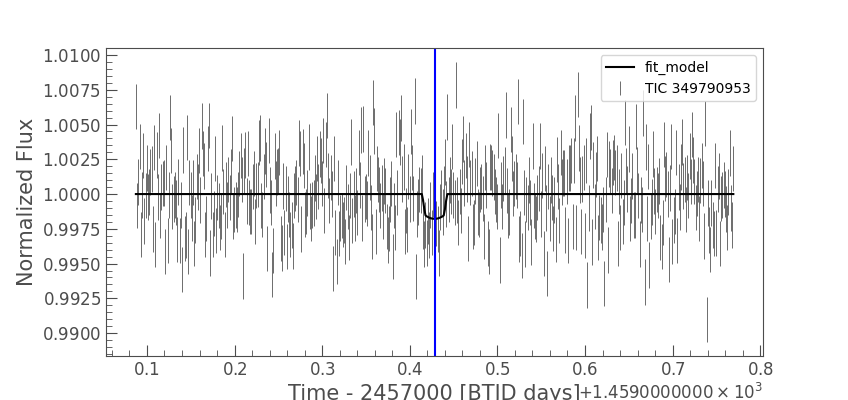 1.0100
1.0075
1.0050
1.0025
1.0000
0.9975
0.9950
0.9925
0.9900
Normalized Flux
fit_model
TIC 349790953
0.1 0.2 0.3 0.4 0.5 0.6 0.7 0.8
Time - 2457000 [BTJD days]
+1.4590000000 × 10³